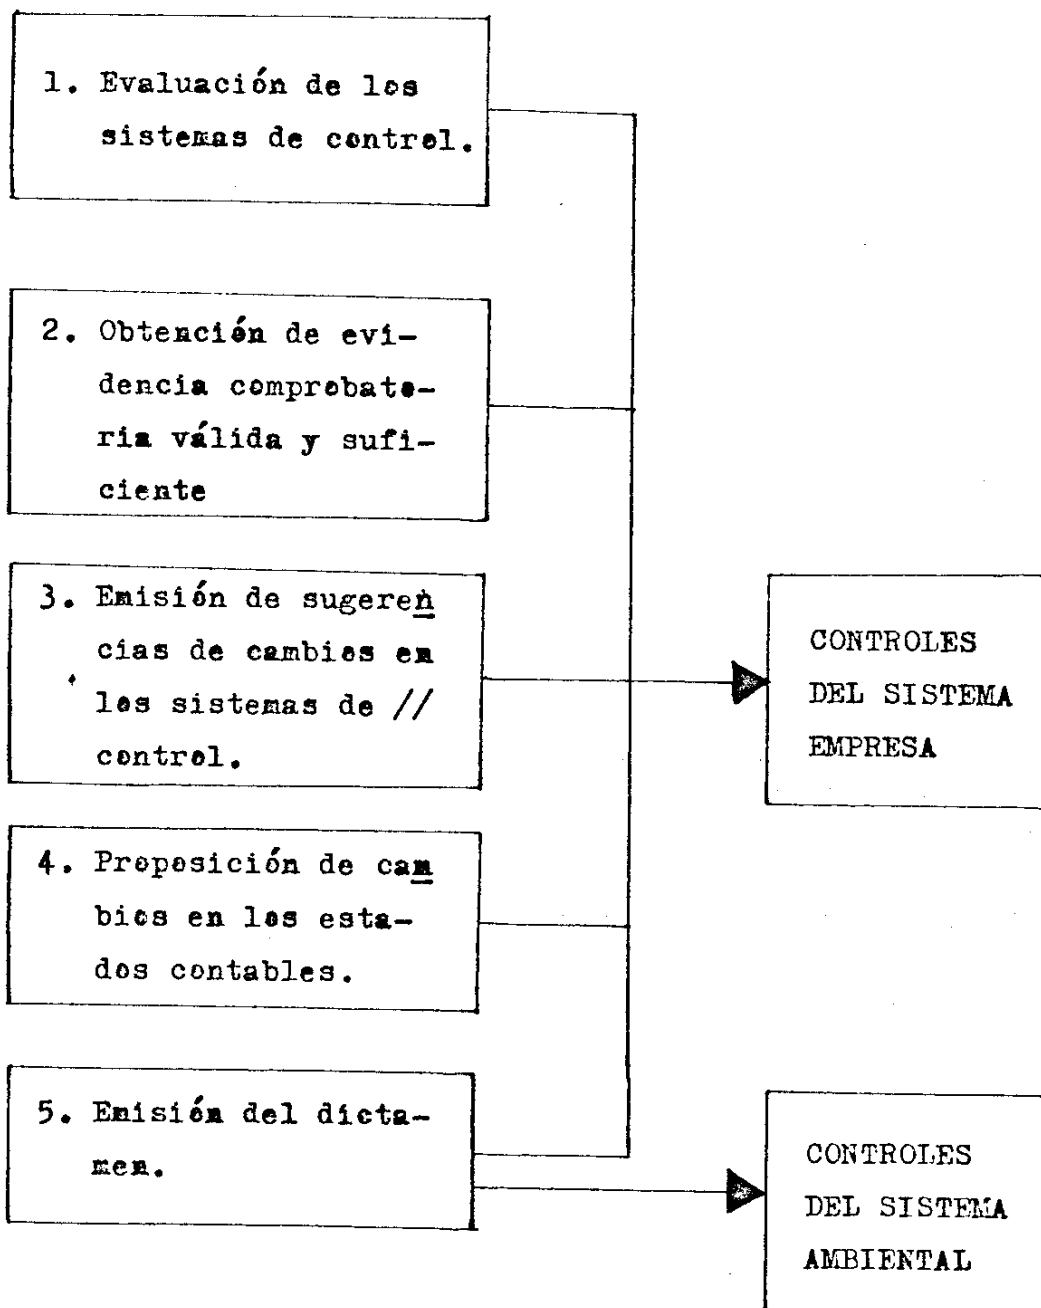 1. Evaluación de los
sistemas de control.
2. Obtención de evi-
dencia comprobato-
ria válida y sufi-
ciente
3. Emisión de sugeren
cias de cambios en
los sistemas de //
control.
4. Proposición de cam
bios en los esta-
dos contables.
5. Emisión del dicta-
men.
CONTROLES
DEL SISTEMA
EMPRESA
CONTROLES
DEL SISTEMA
AMBIENTAL